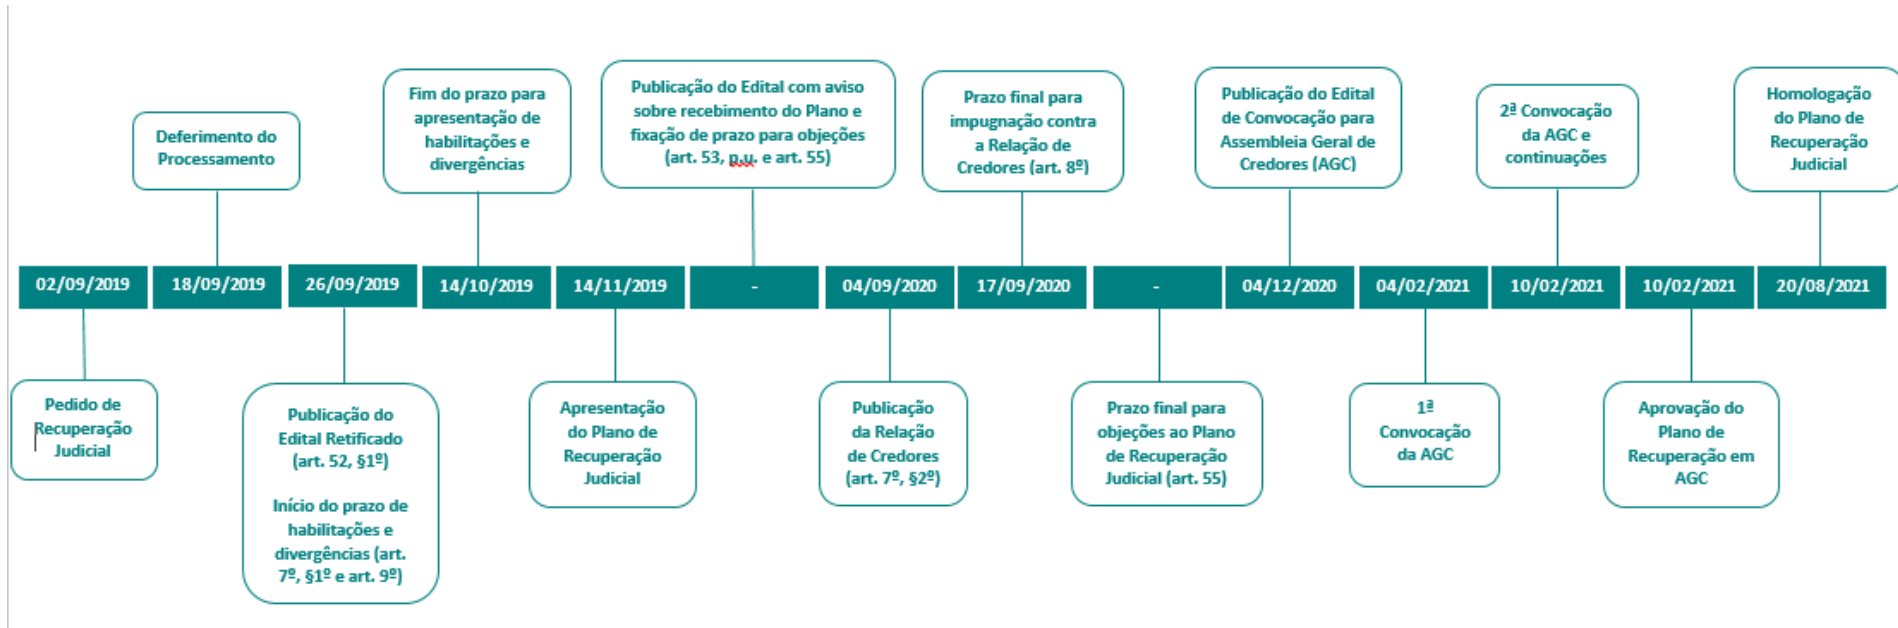 Deferimento do
Processamento
Fim do prazo para
apresentação de
habilitações e
divergências
Publicação do Edital com aviso
sobre recebimento do Plano e
fixação de prazo para objeções
(art. 53, p.u. e art. 55)
Prazo final para
impugnação contra
a Relação de
Credores (art. 8º)
Publicação do Edital
de Convocação para
Assembleia Geral de
Credores (AGC)
2ª Convocação
da AGC e
continuações
Homologação
do Plano de
Recuperação
Judicial
02/09/2019
18/09/2019
26/09/2019
14/10/2019
14/11/2019
-
04/09/2020
17/09/2020
-
04/12/2020
04/02/2021
10/02/2021
10/02/2021
20/08/2021
Pedido de
Recuperação
Judicial
Publicação do
Edital Retificado
(art. 52, §1º)
Início do prazo de
habilitações e
divergências (art.
7º, §1º e art. 9º)
Apresentação
do Plano de
Recuperação
Judicial
Publicação
da Relação
de Credores
(art. 7º, §2º)
Prazo final para
objeções ao Plano
de Recuperação
Judicial (art. 55)
1ª
Convocação
da AGC
Aprovação do
Plano de
Recuperação em
AGC